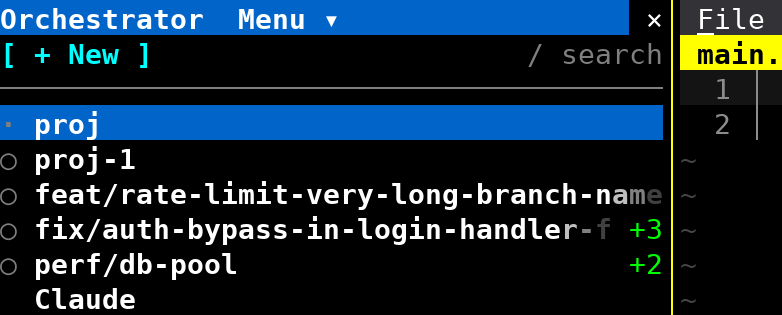 Orchestrator  Menu ▾ × File
[ + New ] / search main.
· proj 1
○ proj-1 2
○ feat/rate-limit-very-long-branch-name ~
○ fix/auth-bypass-in-login-handler-f +3 ~
○ perf/db-pool +2 ~
Claude ~